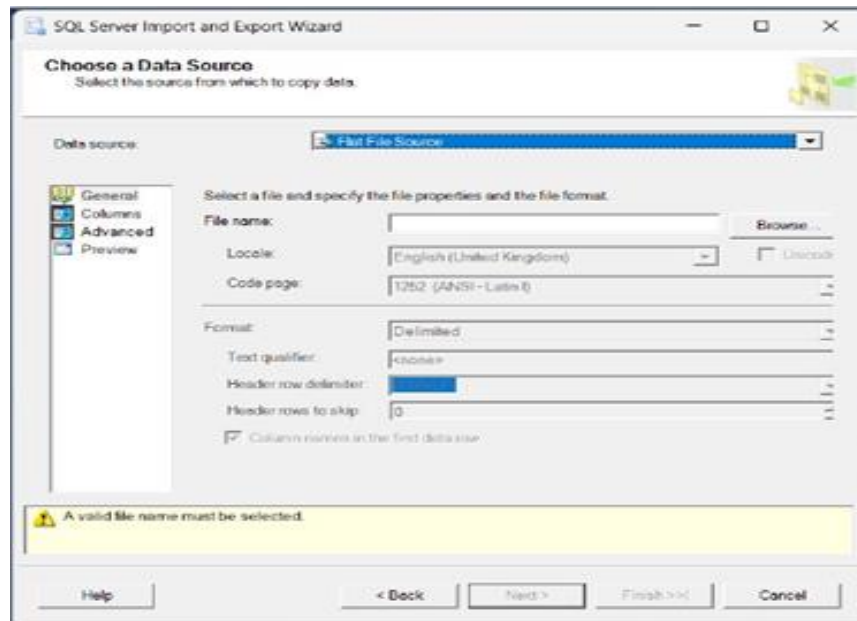 SQL Server Import and Export Wizard
Choose a Data Source
Select the source from which to copy data.
Data source:
Flat File Source
General
Columns
Advanced
Preview
Select a file and specify the file properties and the file format.
File name:
Browse...
Locale:
English (United Kingdom)
Code page:
1252 (ANSI - Latin I)
Format:
Delimited
Text qualifier:
<none>
Header row delimiter:
Header rows to skip:
0
Column names in the first data row
A valid file name must be selected.
Help
< Back
Next >
Cancel